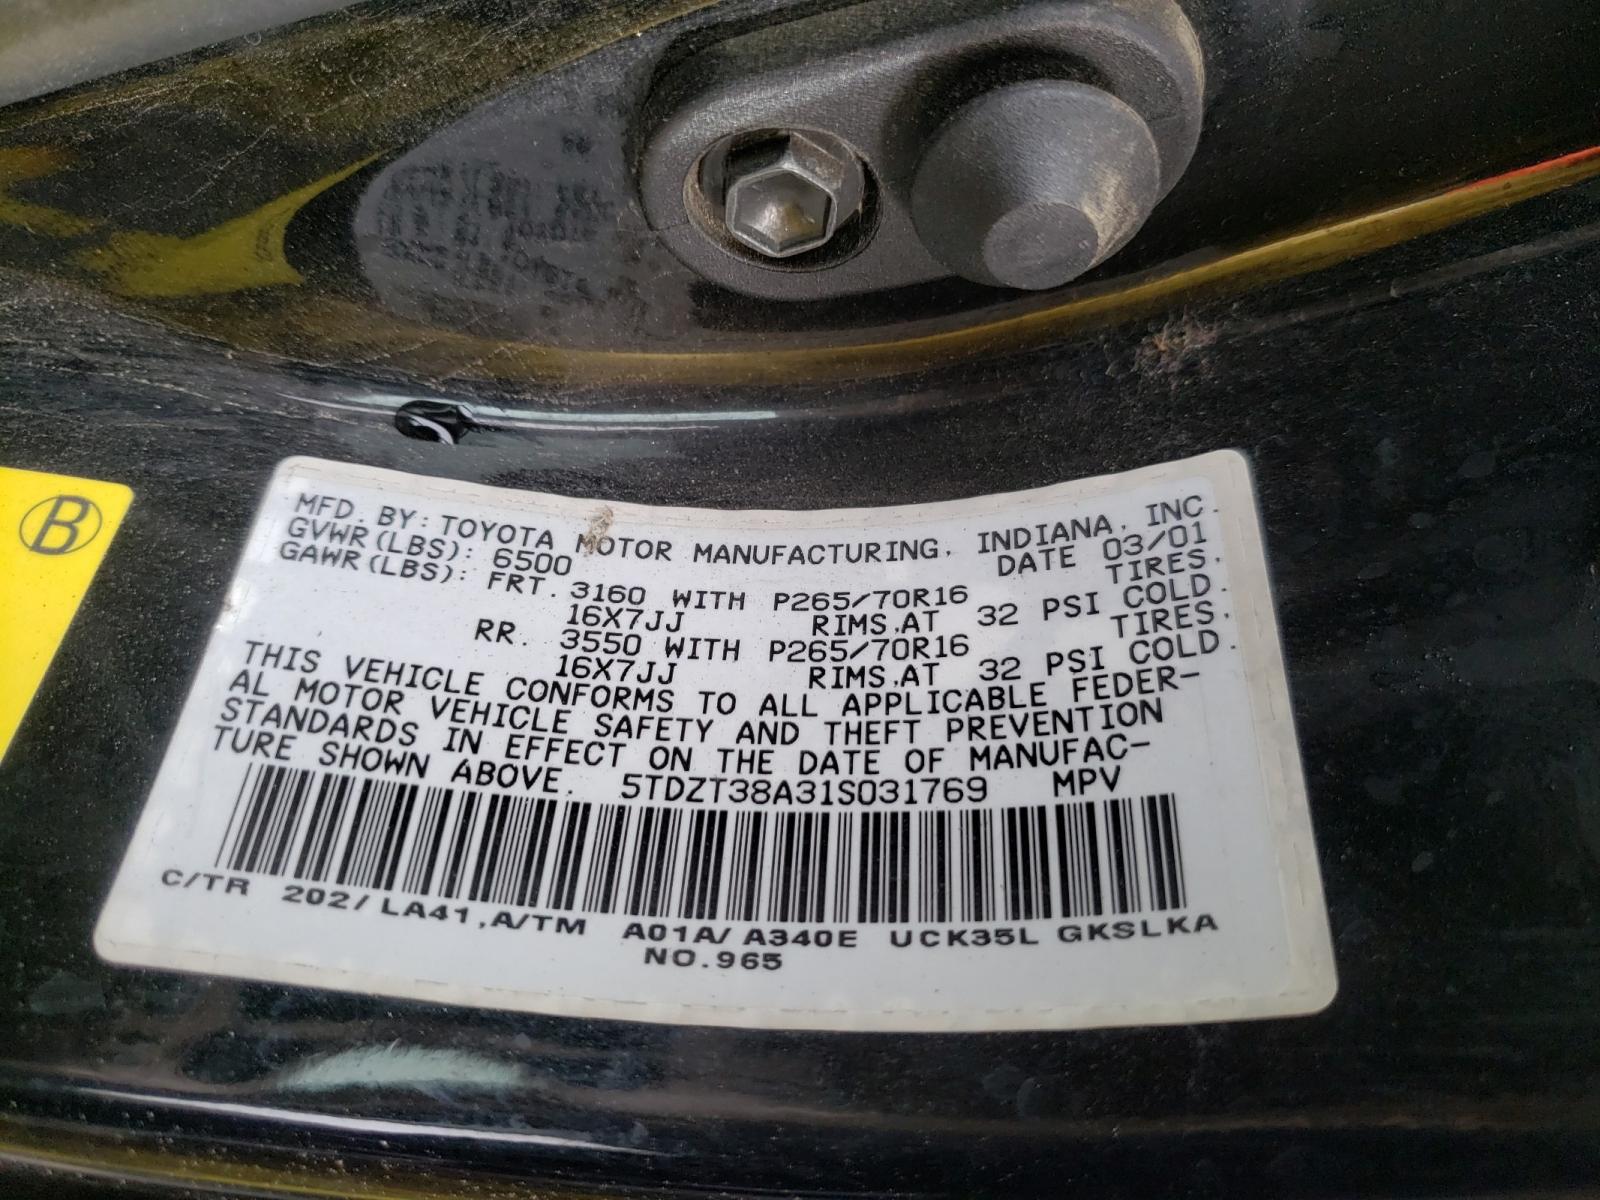 B
MFD. BY: TOYOTA MOTOR MANUFACTURING, INDIANA, INC.
GVWR(LBS): 6500 DATE 03/01
GAWR(LBS): FRT. 3160 WITH P265/70R16 TIRES.
16X7JJ RIMS.AT 32 PSI COLD.
RR. 3550 WITH P265/70R16 TIRES.
16X7JJ RIMS.AT 32 PSI COLD.
THIS VEHICLE CONFORMS TO ALL APPLICABLE FEDER-
AL MOTOR VEHICLE SAFETY AND THEFT PREVENTION
STANDARDS IN EFFECT ON THE DATE OF MANUFAC-
TURE SHOWN ABOVE. 5TDZT38A31S031769 MPV
C/TR 202/LA41,A/TM A01A/A340E UCK35L GKSLKA
NO.965